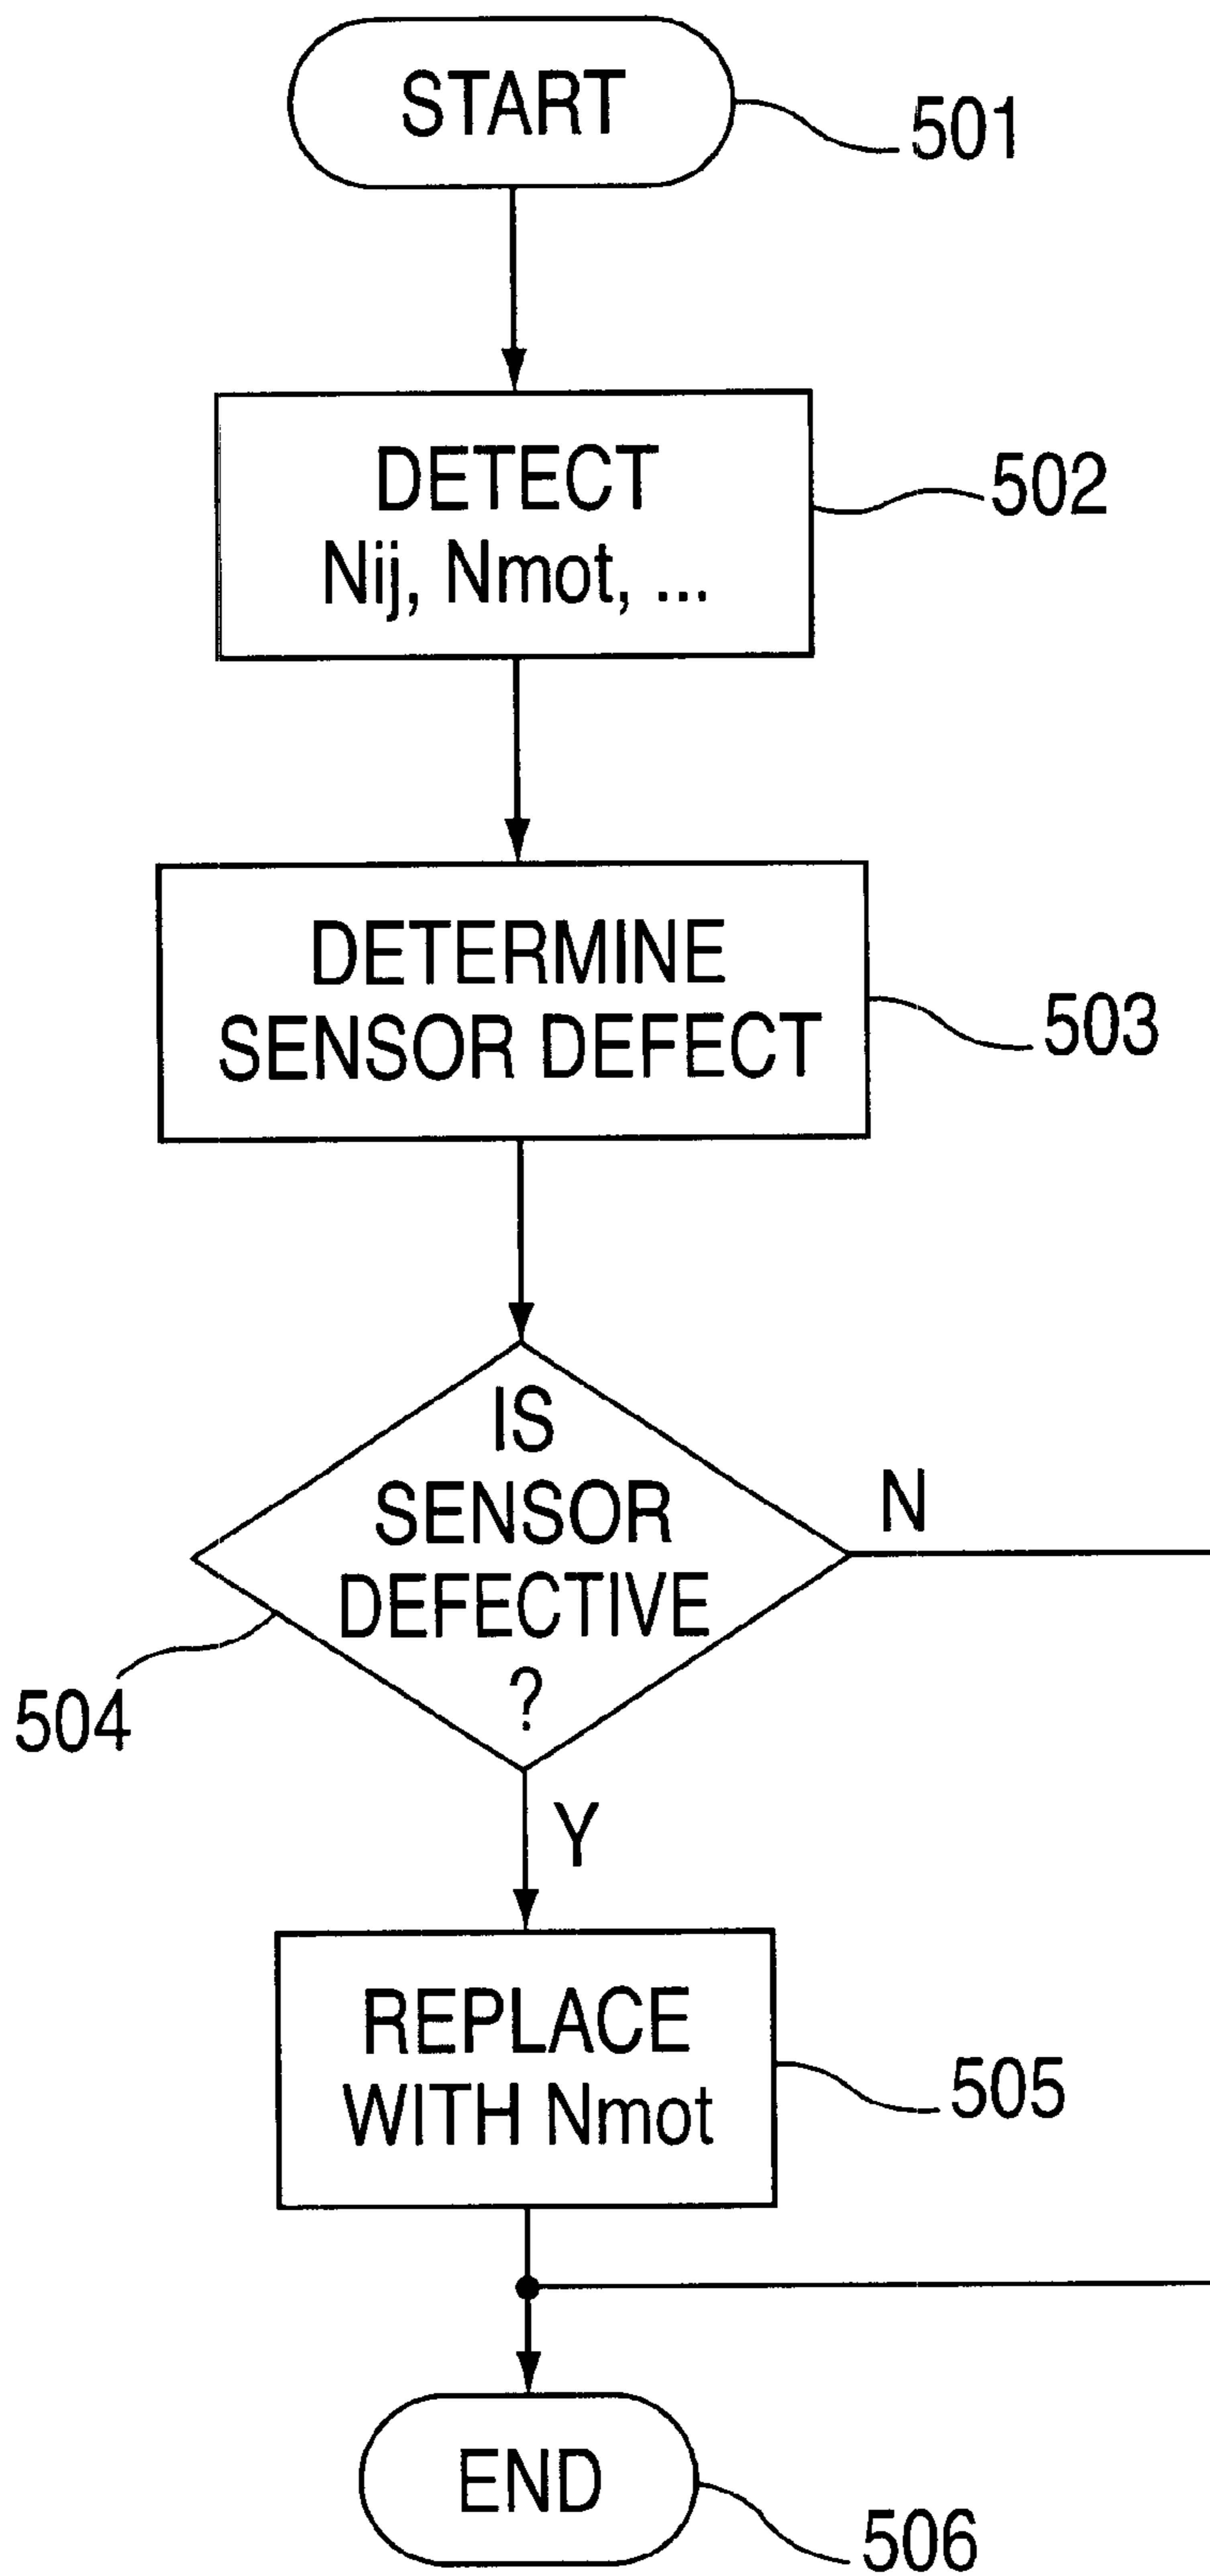 START
501
DETECT
Nij, Nmot, ...
502
DETERMINE
SENSOR DEFECT
503
IS
SENSOR
DEFECTIVE
?
N
504
Y
REPLACE
WITH Nmot
505
END
506